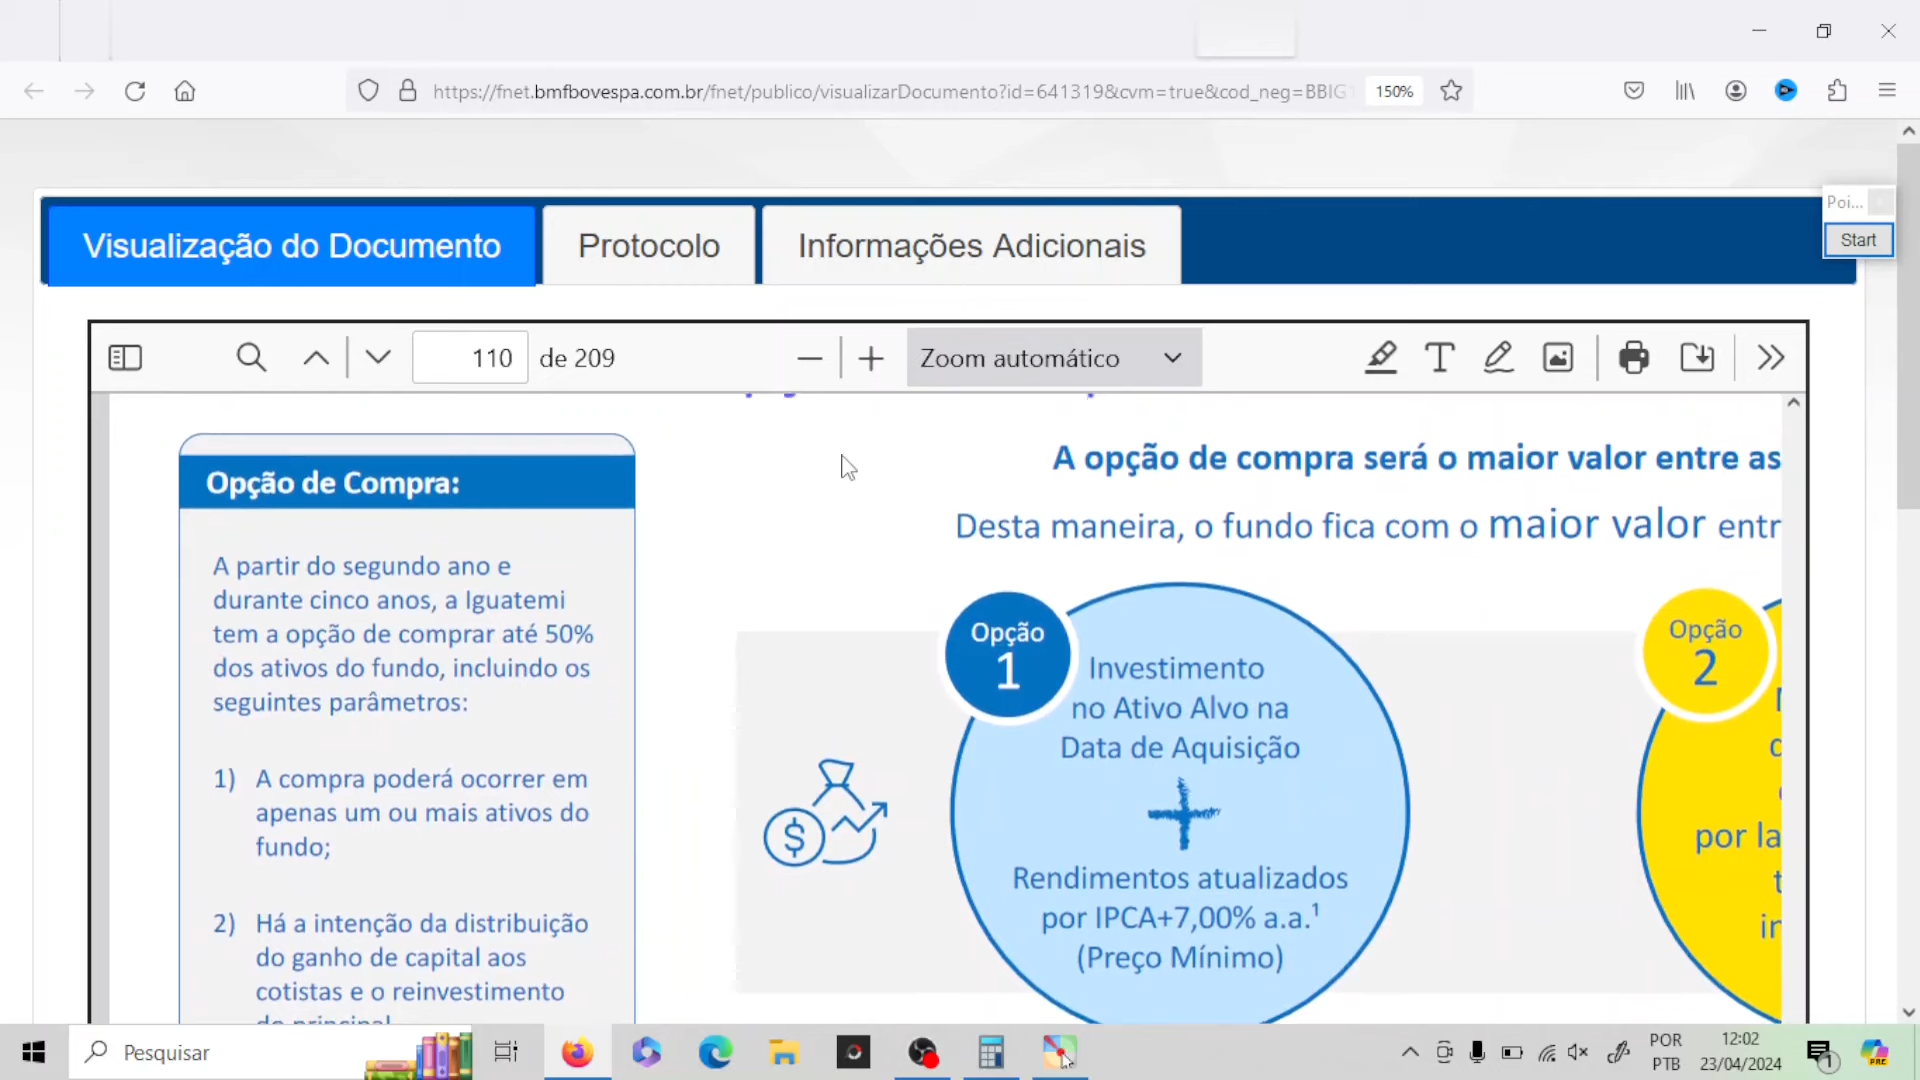 https://fnet.bmfbovespa.com.br/fnet/publico/visualizarDocumento?id=641319&cvm=true&cod_neg=BBIG
150%
Visualização do Documento
Protocolo
Informações Adicionais
Poi...
Start
110 de 209
Zoom automático
Opção de Compra:
A partir do segundo ano e
durante cinco anos, a Iguatemi
tem a opção de comprar até 50%
dos ativos do fundo, incluindo os
seguintes parâmetros:
1) A compra poderá ocorrer em
apenas um ou mais ativos do
fundo;
2) Há a intenção da distribuição
do ganho de capital aos
cotistas e o reinvestimento
do principal
A opção de compra será o maior valor entre as
Desta maneira, o fundo fica com o maior valor entr
Opção
1
Investimento
no Ativo Alvo na
Data de Aquisição
Rendimentos atualizados
por IPCA+7,00% a.a.¹
(Preço Mínimo)
Opção
2
por la
Pesquisar
POR
PTB
12:02
23/04/2024
1
PRE